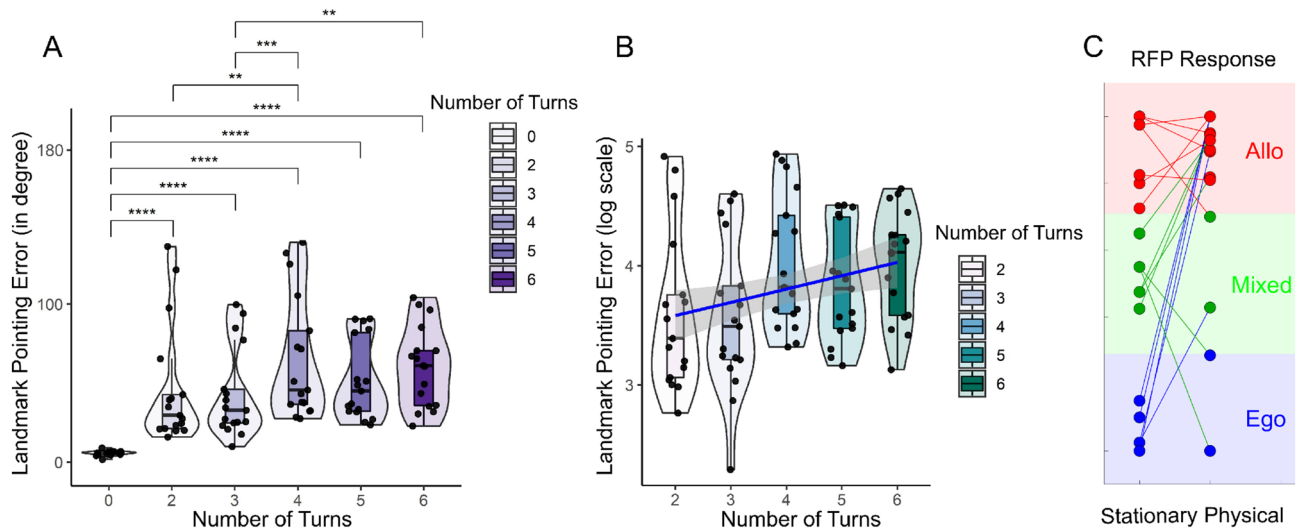 A
B
C
**
***
**
****
****
****
****
****
Landmark Pointing Error (in degree)
180
100
0
0 2 3 4 5 6
Number of Turns
Number of Turns
0
2
3
4
5
6
Landmark Pointing Error (log scale)
5
4
3
2 3 4 5 6
Number of Turns
Number of Turns
2
3
4
5
6
RFP Response
Allo
Mixed
Ego
Stationary Physical